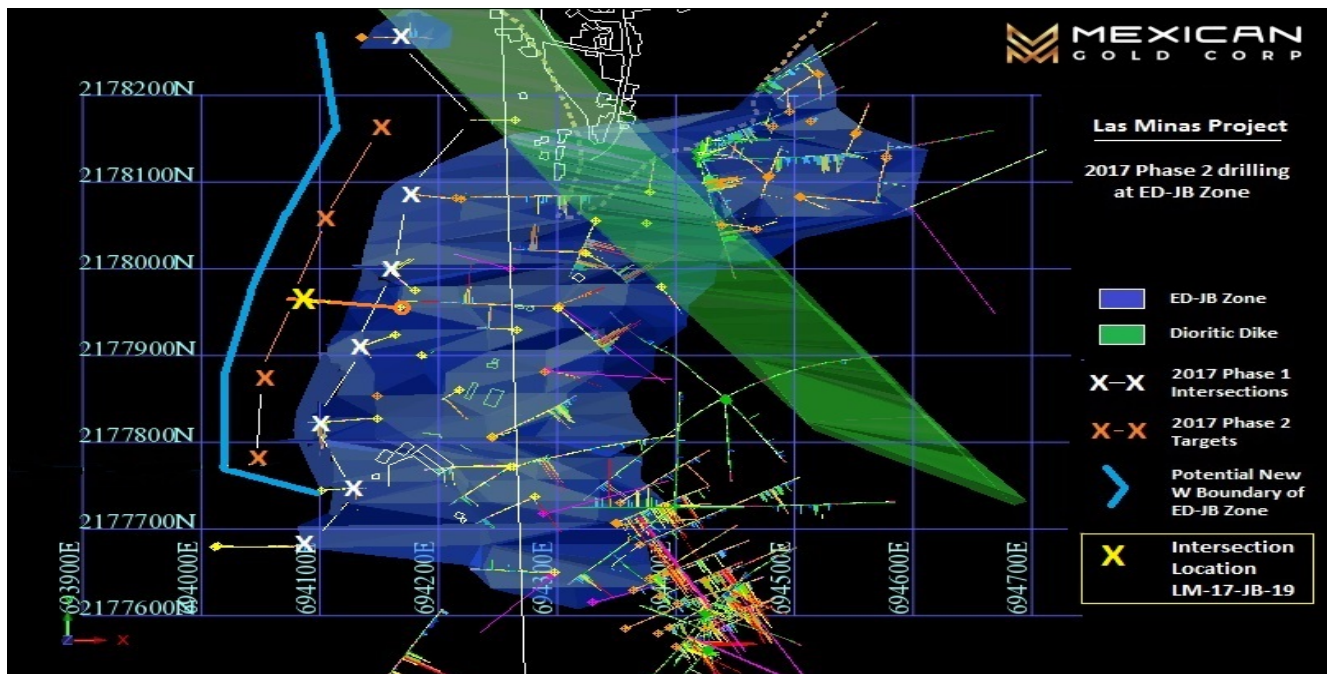 MEXICAN
GOLD CORP
Las Minas Project
2017 Phase 2 drilling
at ED-JB Zone
ED-JB Zone
Dioritic Dike
X-X
2017 Phase 1
Intersections
X-X
2017 Phase 2
Targets
Potential New
W Boundary of
ED-JB Zone
X
Intersection
Location
LM-17-JB-19
2178200N
2178100N
2178000N
2177900N
2177800N
2177700N
2177600N
693900E
694000E
694100E
694200E
694300E
694500E
694600E
694700E
X
X
X
X
X
X
X
X
X
X
X
X
Z
X